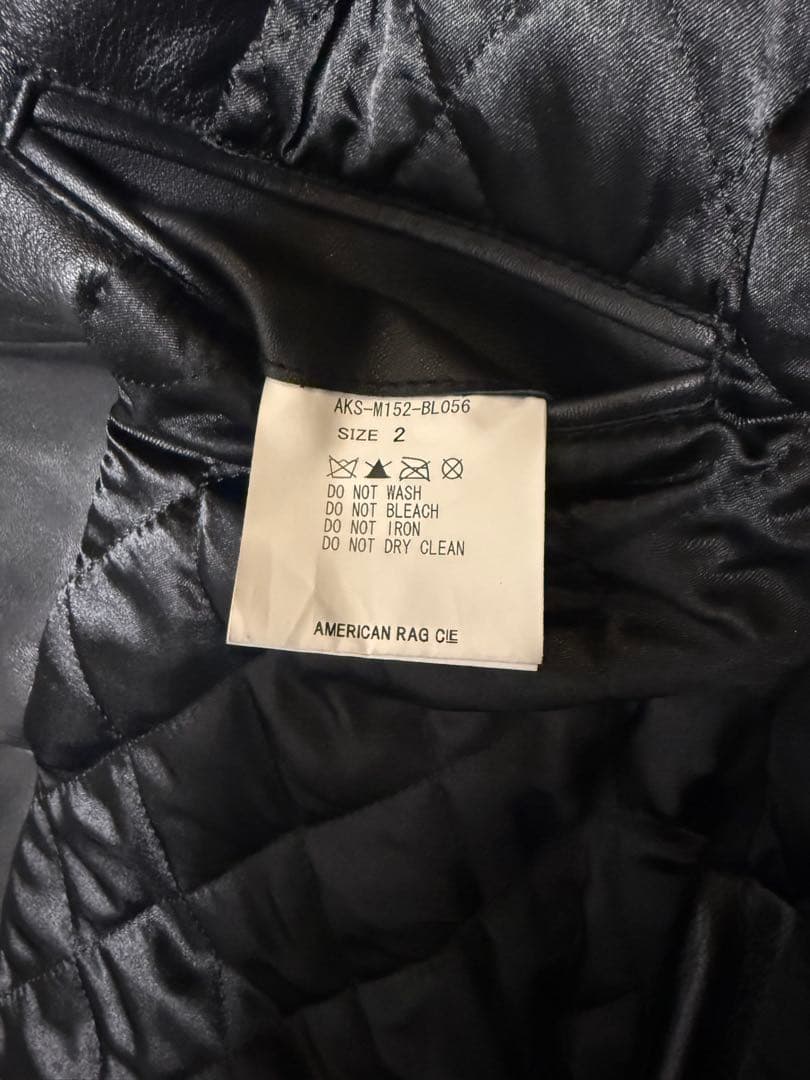 AKS-M152-BL056
SIZE 2
DO NOT WASH
DO NOT BLEACH
DO NOT IRON
DO NOT DRY CLEAN
AMERICAN RAG CIE